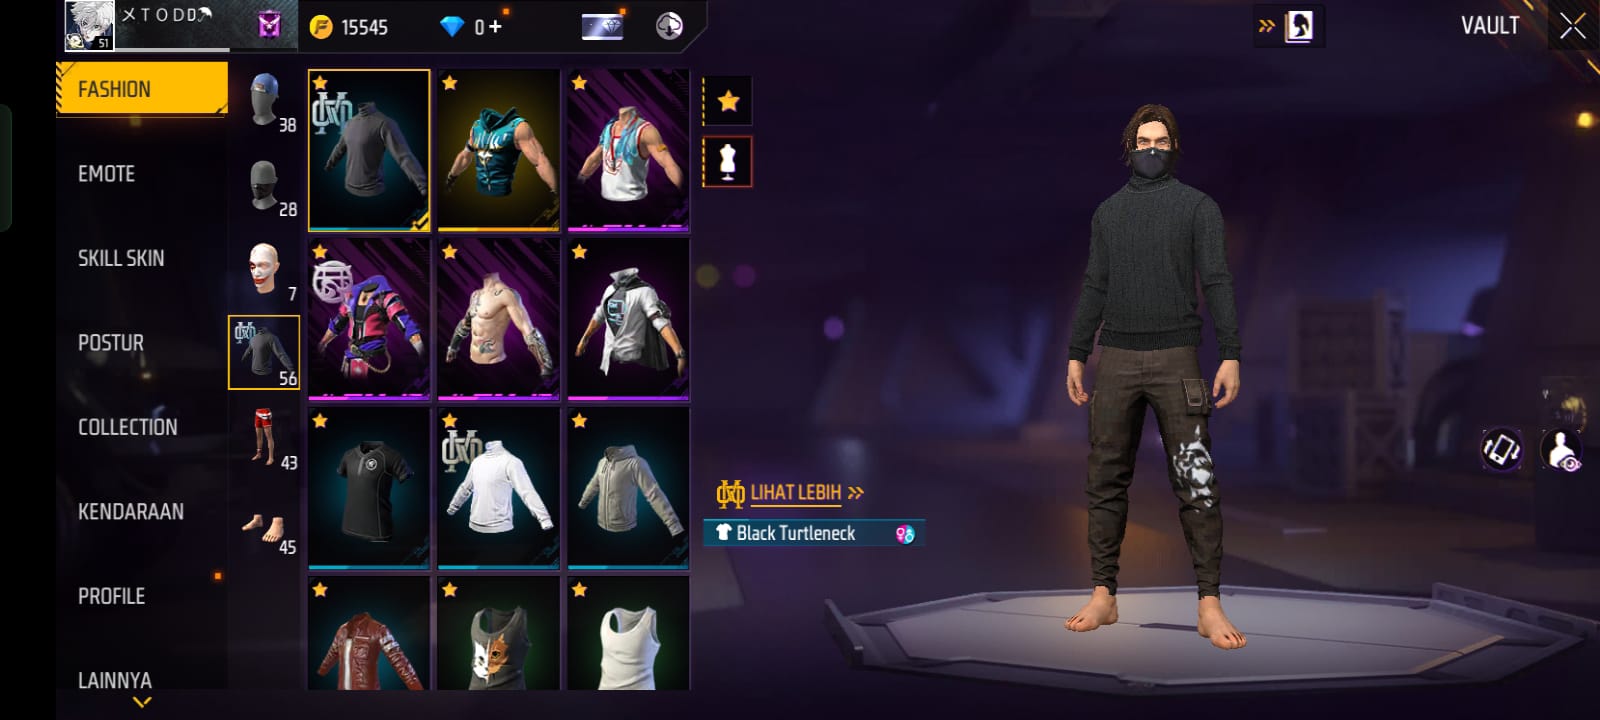 XTODD
51
15545
0+
VAULT
FASHION
EMOTE
SKILL SKIN
POSTUR
COLLECTION
KENDARAAN
PROFILE
LAINNYA
38
28
7
56
43
45
LIHAT LEBIH >>
Black Turtleneck